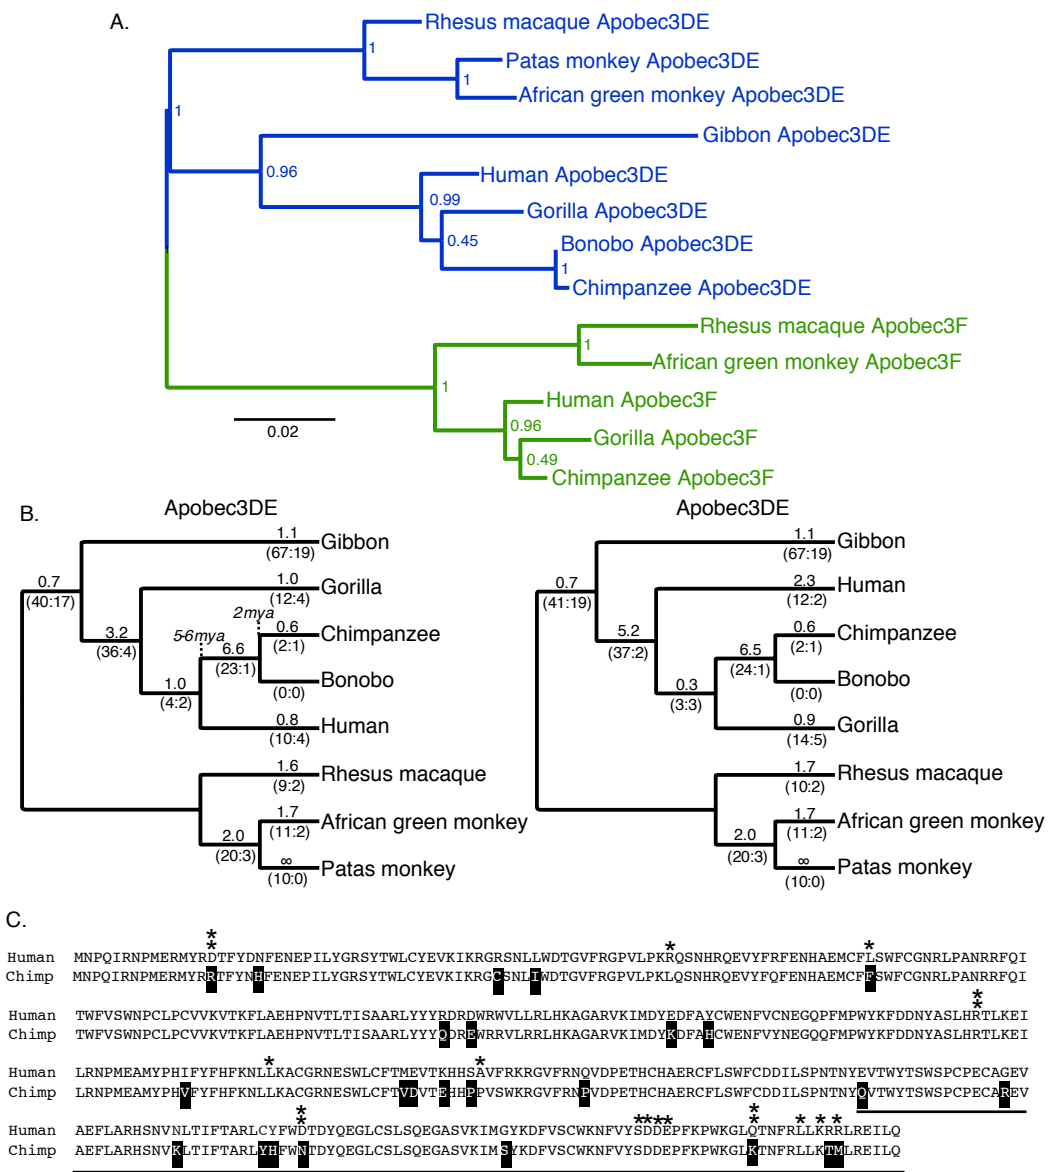 A.
Rhesus macaque Apobec3DE
1
Patas monkey Apobec3DE
1
African green monkey Apobec3DE
1
Gibbon Apobec3DE
0.96
Human Apobec3DE
0.99
Gorilla Apobec3DE
0.45
Bonobo Apobec3DE
1
Chimpanzee Apobec3DE
Rhesus macaque Apobec3F
1
African green monkey Apobec3F
1
Human Apobec3F
0.96
Gorilla Apobec3F
0.49
Chimpanzee Apobec3F
0.02
B.
Apobec3DE
1.1
(67:19)
Gibbon
0.7
(40:17)
1.0
(12:4)
Gorilla
3.2
(36:4)
5-6mya
2mya
0.6
(2:1)
Chimpanzee
6.6
(23:1)
(0:0)
Bonobo
1.0
(4:2)
0.8
(10:4)
Human
1.6
(9:2)
Rhesus macaque
1.7
(11:2)
African green monkey
2.0
(20:3)
∞
(10:0)
Patas monkey
Apobec3DE
1.1
(67:19)
Gibbon
0.7
(41:19)
2.3
(12:2)
Human
5.2
(37:2)
0.6
(2:1)
Chimpanzee
6.5
(24:1)
(0:0)
Bonobo
0.3
(3:3)
0.9
(14:5)
Gorilla
1.7
(10:2)
Rhesus macaque
1.7
(11:2)
African green monkey
2.0
(20:3)
∞
(10:0)
Patas monkey
C.
Human MNPQIRNPMERMYRDTFYDNFENEPILYGRSYTWLCYEVKIKRGRSNLLWDTGVFRGPVLPKRQSNHRQEVYFRFENHAEMCFLSWFCGNRLPANRRFQI
Chimp MNPQIRNPMERMYRRTFYNHFENEPILYGRSYTWLCYEVKIKRGCSNLIWDTGVFRGPVLPKLQSNHRQEVYFQFENHAEMCFFSWFCGNRLPANRRFQI
Human TWFVSWNPCLPCVVKVTKFLAEHPNVTLTISAARLYYYRDRDWRWVLLRLHKAGARVKIMDYEDFAYCWENFVCNEGQPFMPWYKFDDNYASLHRTLKEI
Chimp TWFVSWNPCLPCVVKVTKFLAEHPNVTLTISAARLYYYQDREWRRVLRRLHKAGARVKIMDYKDFAHCWENFVYNEGQQFMPWYKFDDNYASLHRTLKEI
Human LRNPMEAMYPHIFYFHFKNLLKACGRNESWLCFTMEVTKHHSAVFRKRGVFRNQVDPETHCHAERCFLSWFCDDILSPNTNYEVTWYTSWSPCPECAGEV
Chimp LRNPMEAMYPHVFYFHFKNLLKACGRNESWLCFTVDVTEHHPPVSWKRGVFRNPVDPETHCHAERCFLSWFCDDILSPNTNYQVTWYTSWSPCPECAREV
Human AEFLARHSNVNLTIFTARLCYFWDTDYQEGLCSLSQEGASVKIMGYKDFVSCWKNFVYSDDEPFKPWKGLQTNFRLLKRRLREILQ
Chimp AEFLARHSNVKLTIFTARLYHFWNTDYQEGLCSLSQEGASVKIMSYKDFVSCWKNFVYSDDEPFKPWKGLKTNFRLLKTMLREILQ